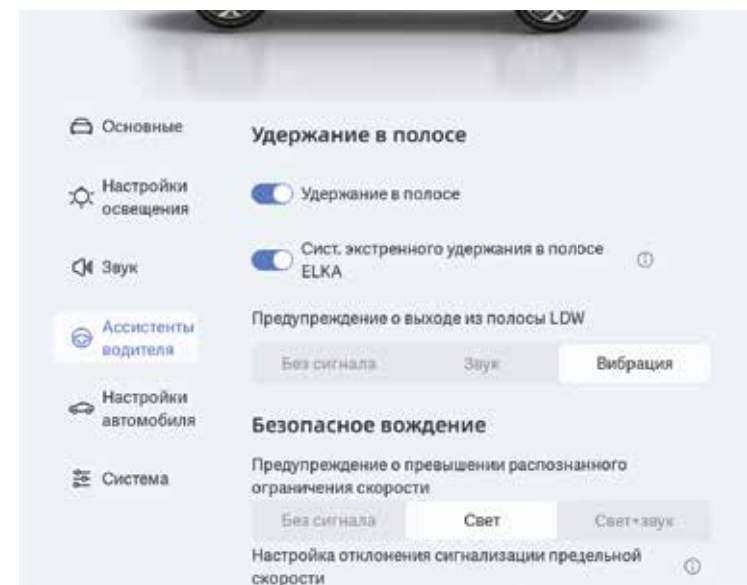 Основные
Настройки
освещения
Звук
Ассистенты
водителя
Настройки
автомобиля
Система
Удержание в полосе
Удержание в полосе
Сист. экстренного удержания в полосе
ELKA
Предупреждение о выходе из полосы LDW
Без сигнала Звук Вибрация
Безопасное вождение
Предупреждение о превышении распознанного
ограничения скорости
Без сигнала Свет Свет+звук
Настройка отклонения сигнализации предельной
скорости